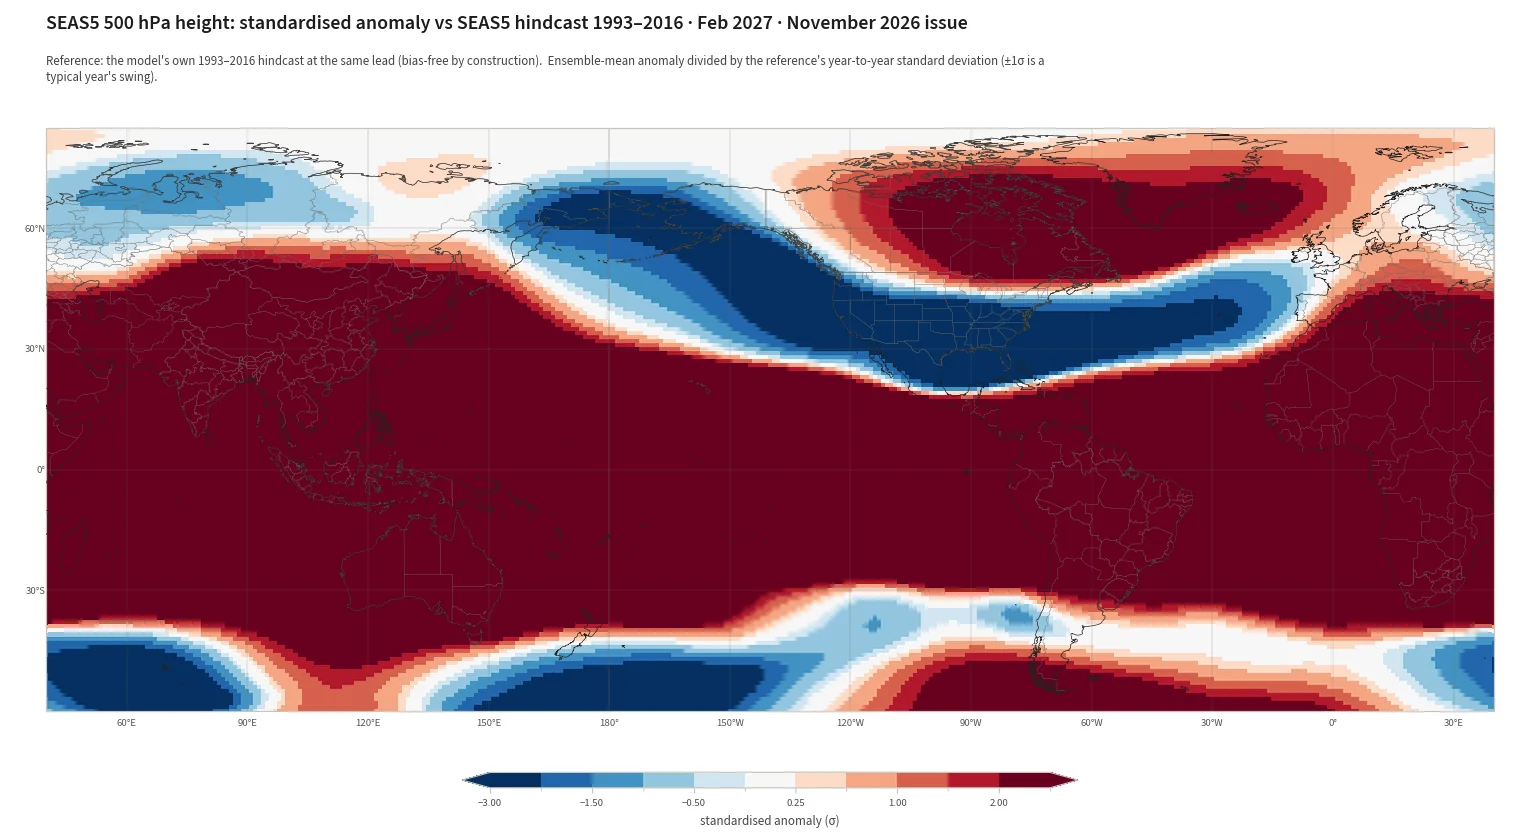 SEAS5 500 hPa height: standardised anomaly vs SEAS5 hindcast 1993–2016 · Feb 2027 · November 2026 issue
Reference: the model's own 1993–2016 hindcast at the same lead (bias-free by construction).  Ensemble-mean anomaly divided by the reference's year-to-year standard deviation (±1σ is a
typical year's swing).
60°N
30°N
0°
30°S
60°E 90°E 120°E 150°E 180° 150°W 120°W 90°W 60°W 30°W 0° 30°E
−3.00 −1.50 −0.50 0.25 1.00 2.00
standardised anomaly (σ)